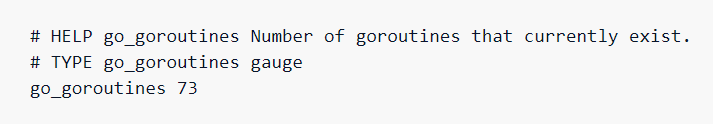 # HELP go_goroutines Number of goroutines that currently exist.
# TYPE go_goroutines gauge
go_goroutines 73